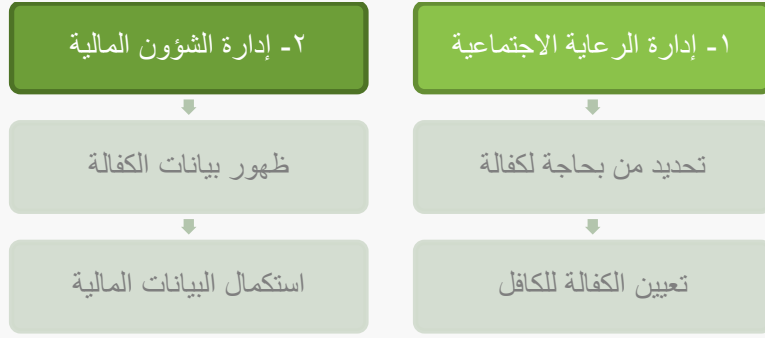 ١- إدارة الرعاية الاجتماعية
تحديد من بحاجة لكفالة
تعيين الكفالة للكافل
٢- إدارة الشؤون المالية
ظهور بيانات الكفالة
استكمال البيانات المالية